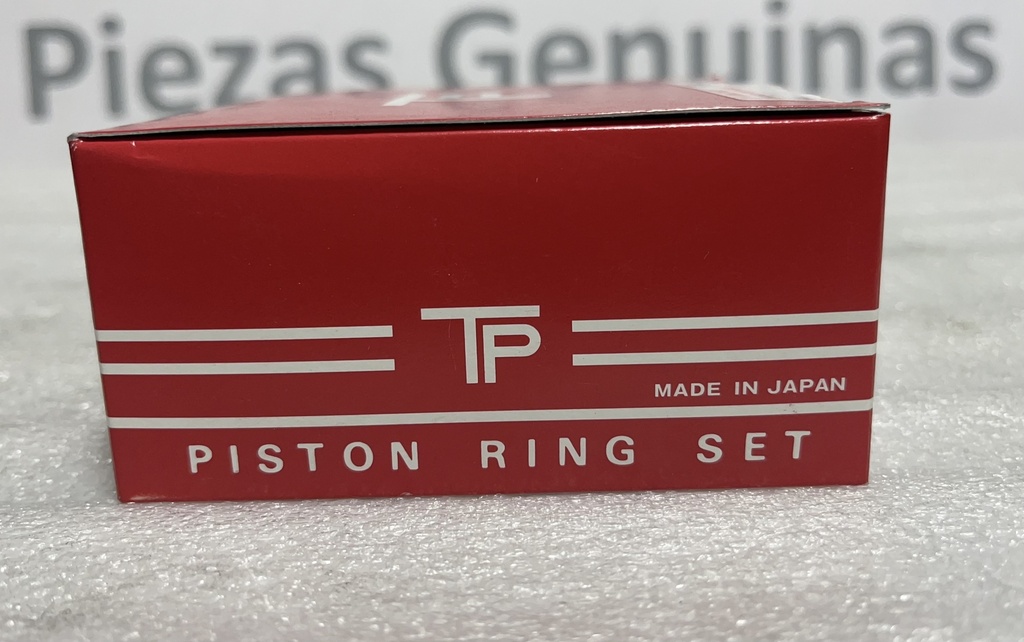 Piezas Genuinas
TP
MADE IN JAPAN
PISTON RING SET